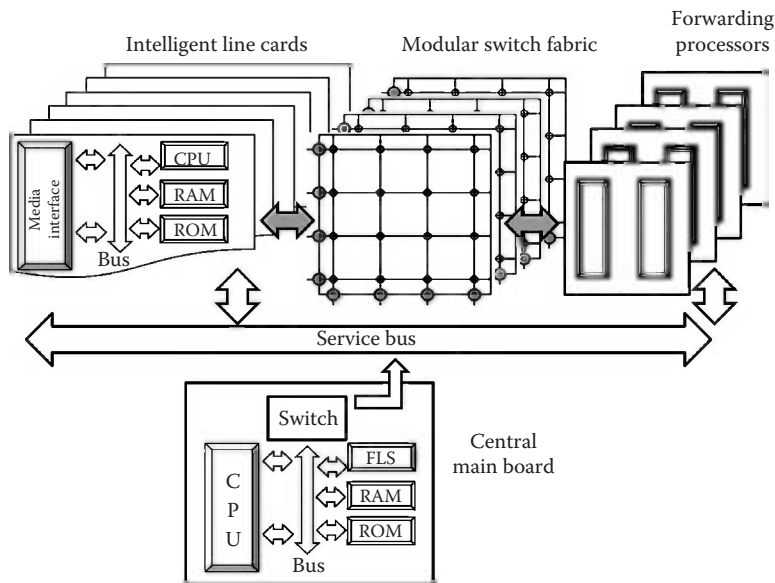 Intelligent line cards
Modular switch fabric
Forwarding
processors
Media
interface
CPU
RAM
ROM
Bus
Service bus
Switch
Central
main board
C
P
U
FLS
RAM
ROM
Bus